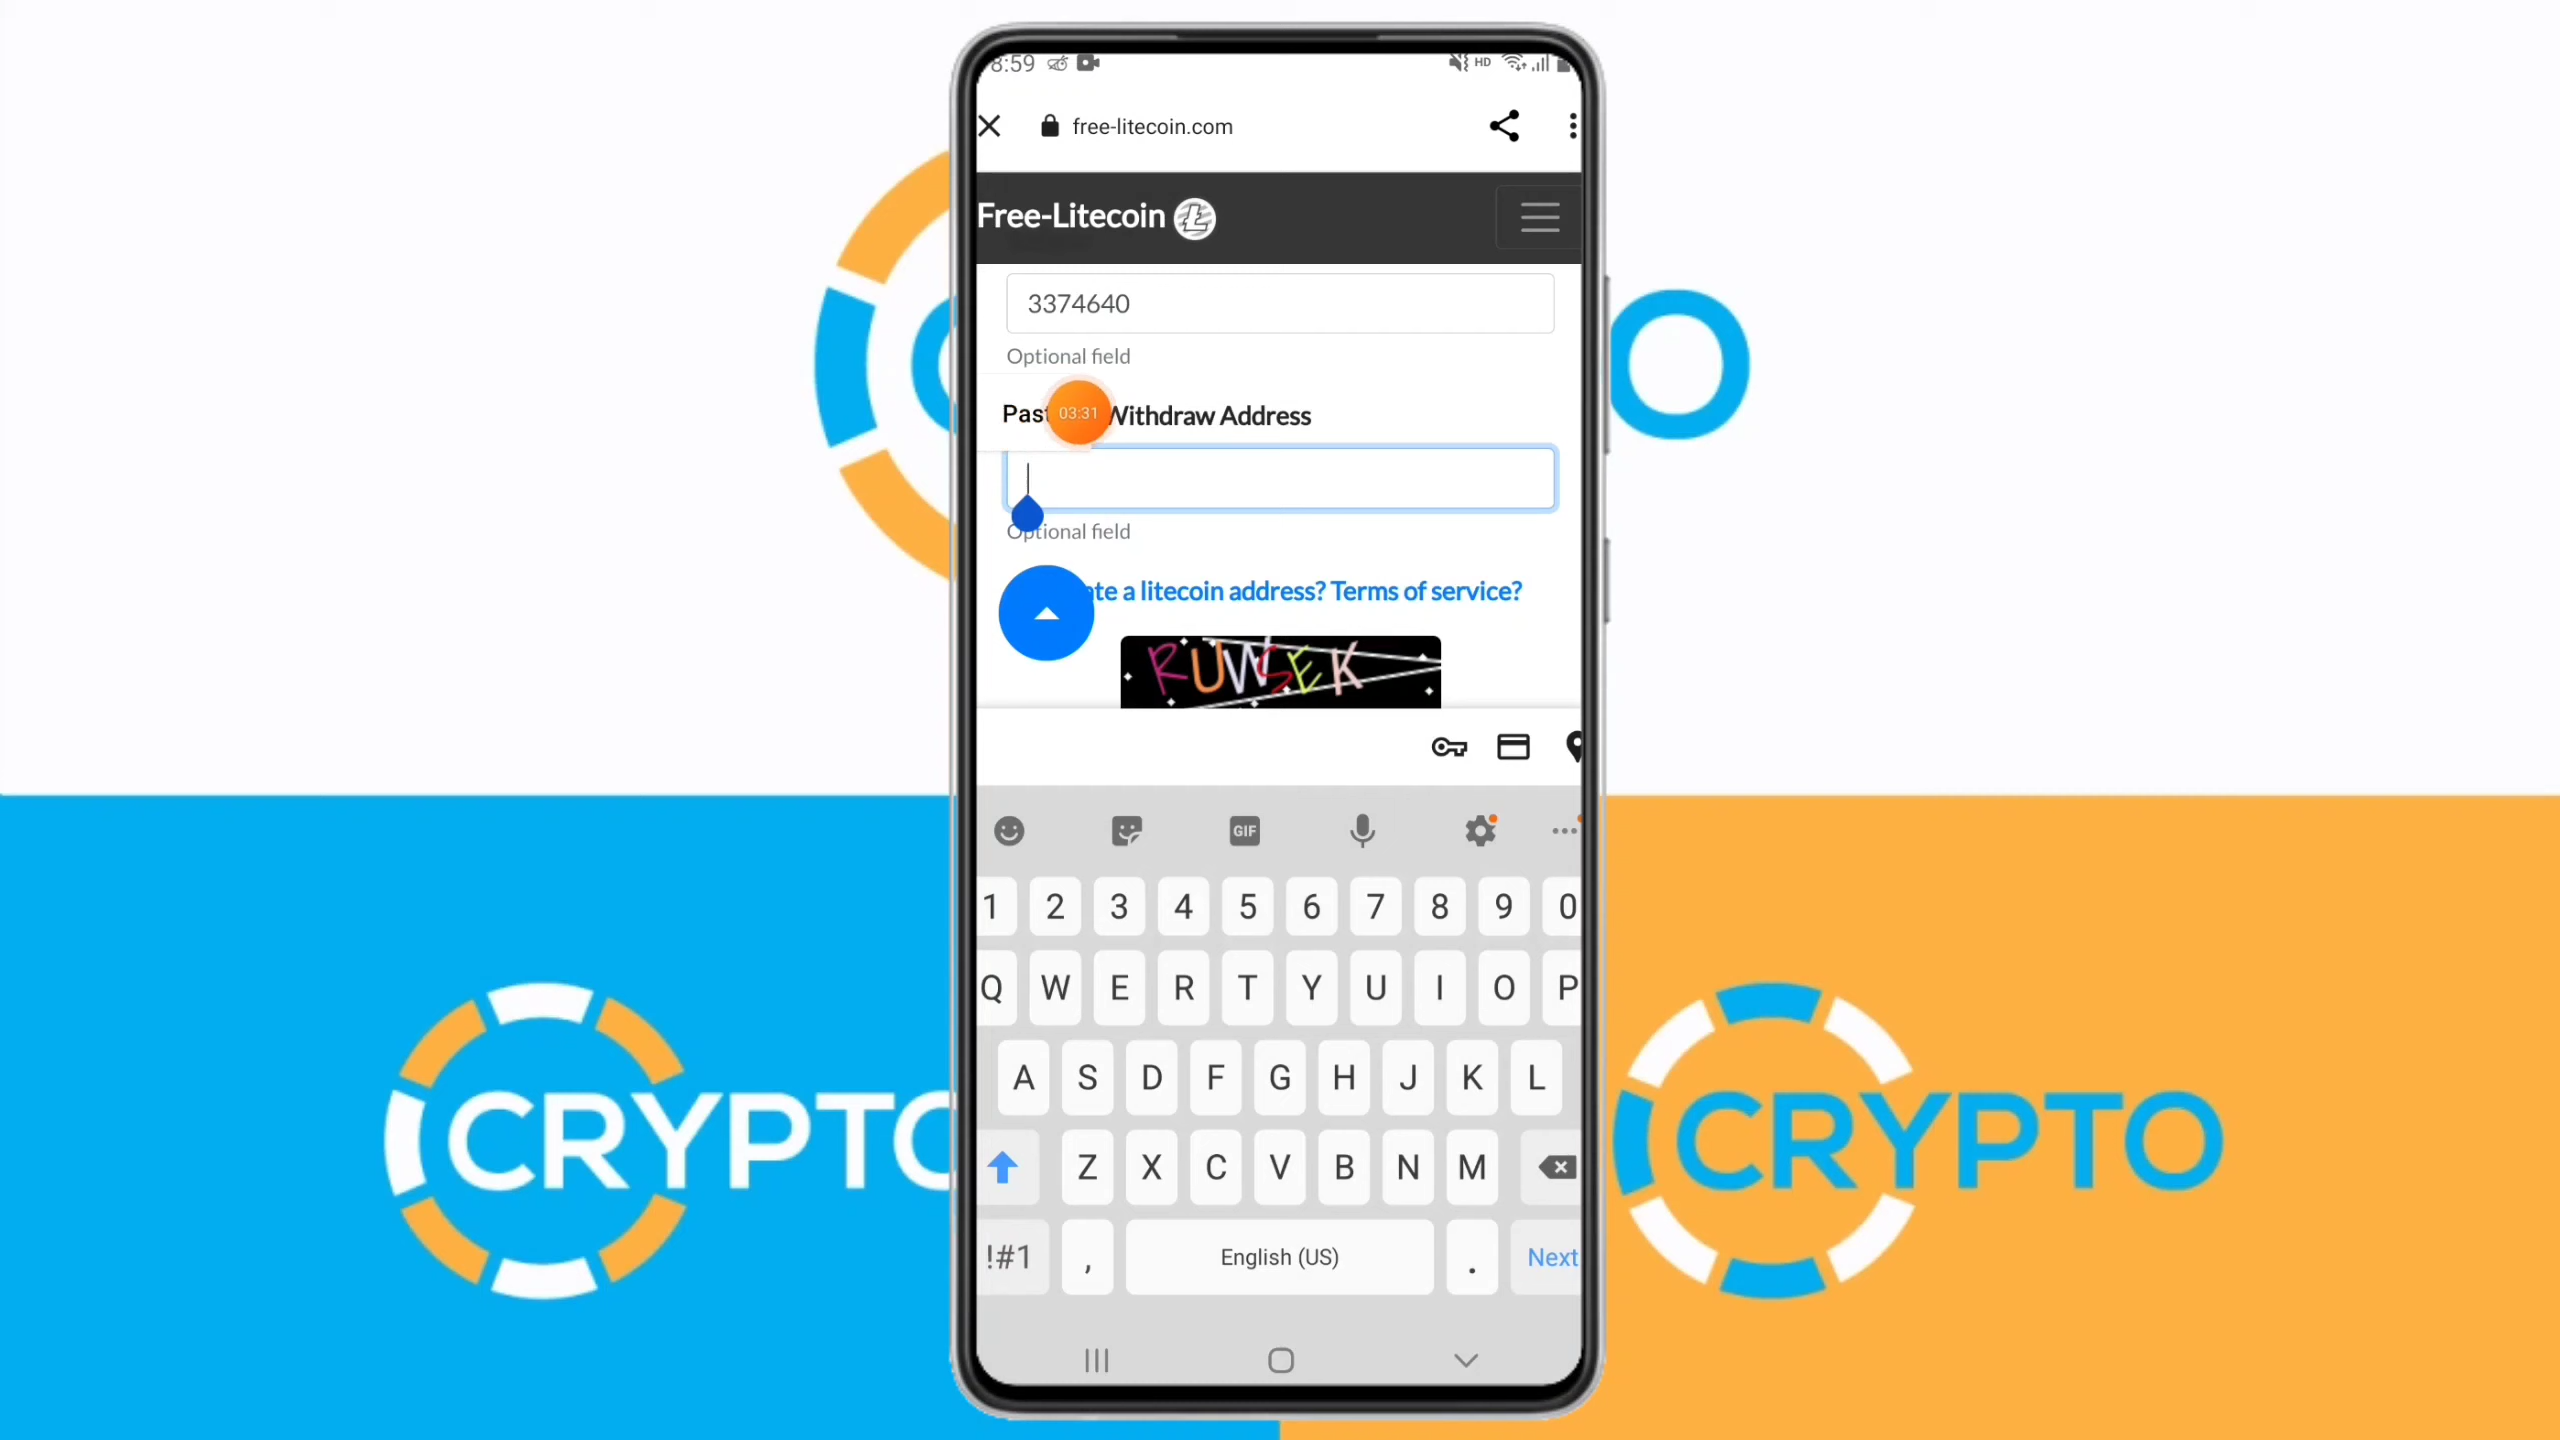 8:59
HD
free-litecoin.com
Free-Litecoin
3374640
Optional field
03:31
Withdraw Address
Optional field
a litecoin address? Terms of service?
RUWSEK
GIF
1 2 3 4 5 6 7 8 9 0
Q W E R T Y U I O P
A S D F G H J K L
Z X C V B N M
!#1 , English (US) . Next
CRYPTO
CRYPTO